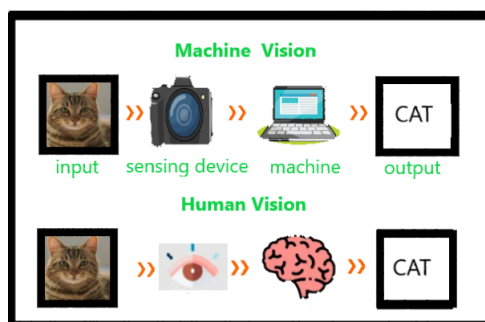 Machine Vision
CAT
input sensing device machine output
Human Vision
CAT